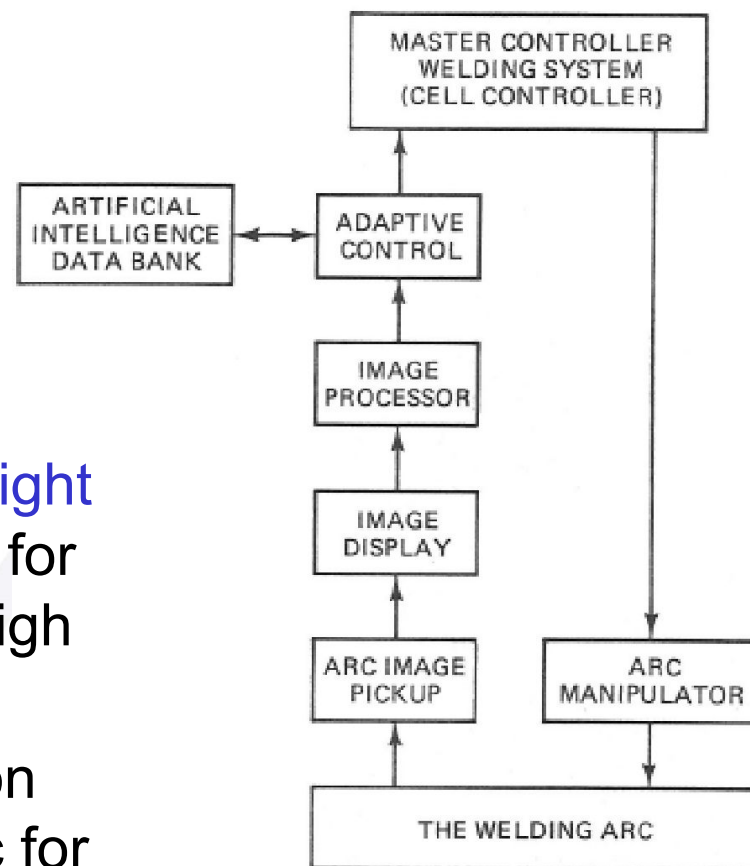 MASTER CONTROLLER
WELDING SYSTEM
(CELL CONTROLLER)
ARTIFICIAL
INTELLIGENCE
DATA BANK
ADAPTIVE
CONTROL
IMAGE
PROCESSOR
IMAGE
DISPLAY
ARC IMAGE
PICKUP
ARC
MANIPULATOR
THE WELDING ARC
ight
for
igh
on
for